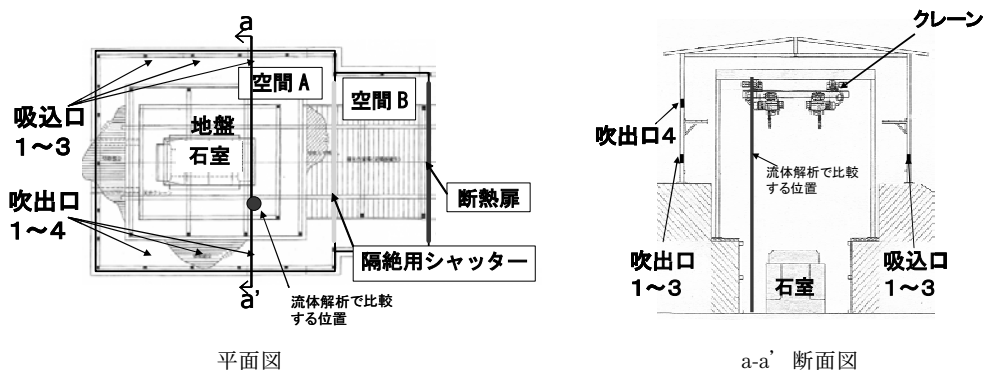 a
空間A
空間B
吸込口
1～3
地盤
石室
吹出口
1～4
断熱扉
隔絶用シャッター
a’
流体解析で比較
する位置
平面図
クレーン
吹出口4
流体解析で比較
する位置
吹出口
1～3
石室
吸込口
1～3
a-a’ 断面図